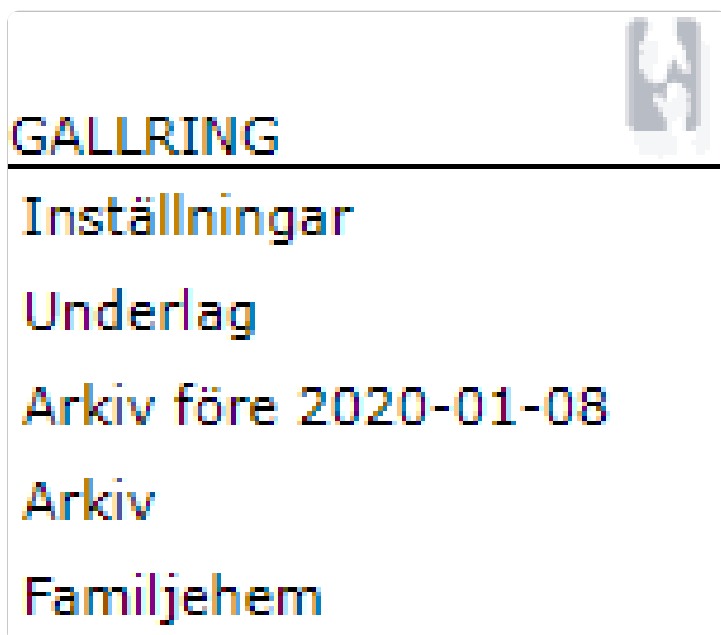 GALLRING
Inställningar
Underlag
Arkiv före 2020-01-08
Arkiv
Familjehem